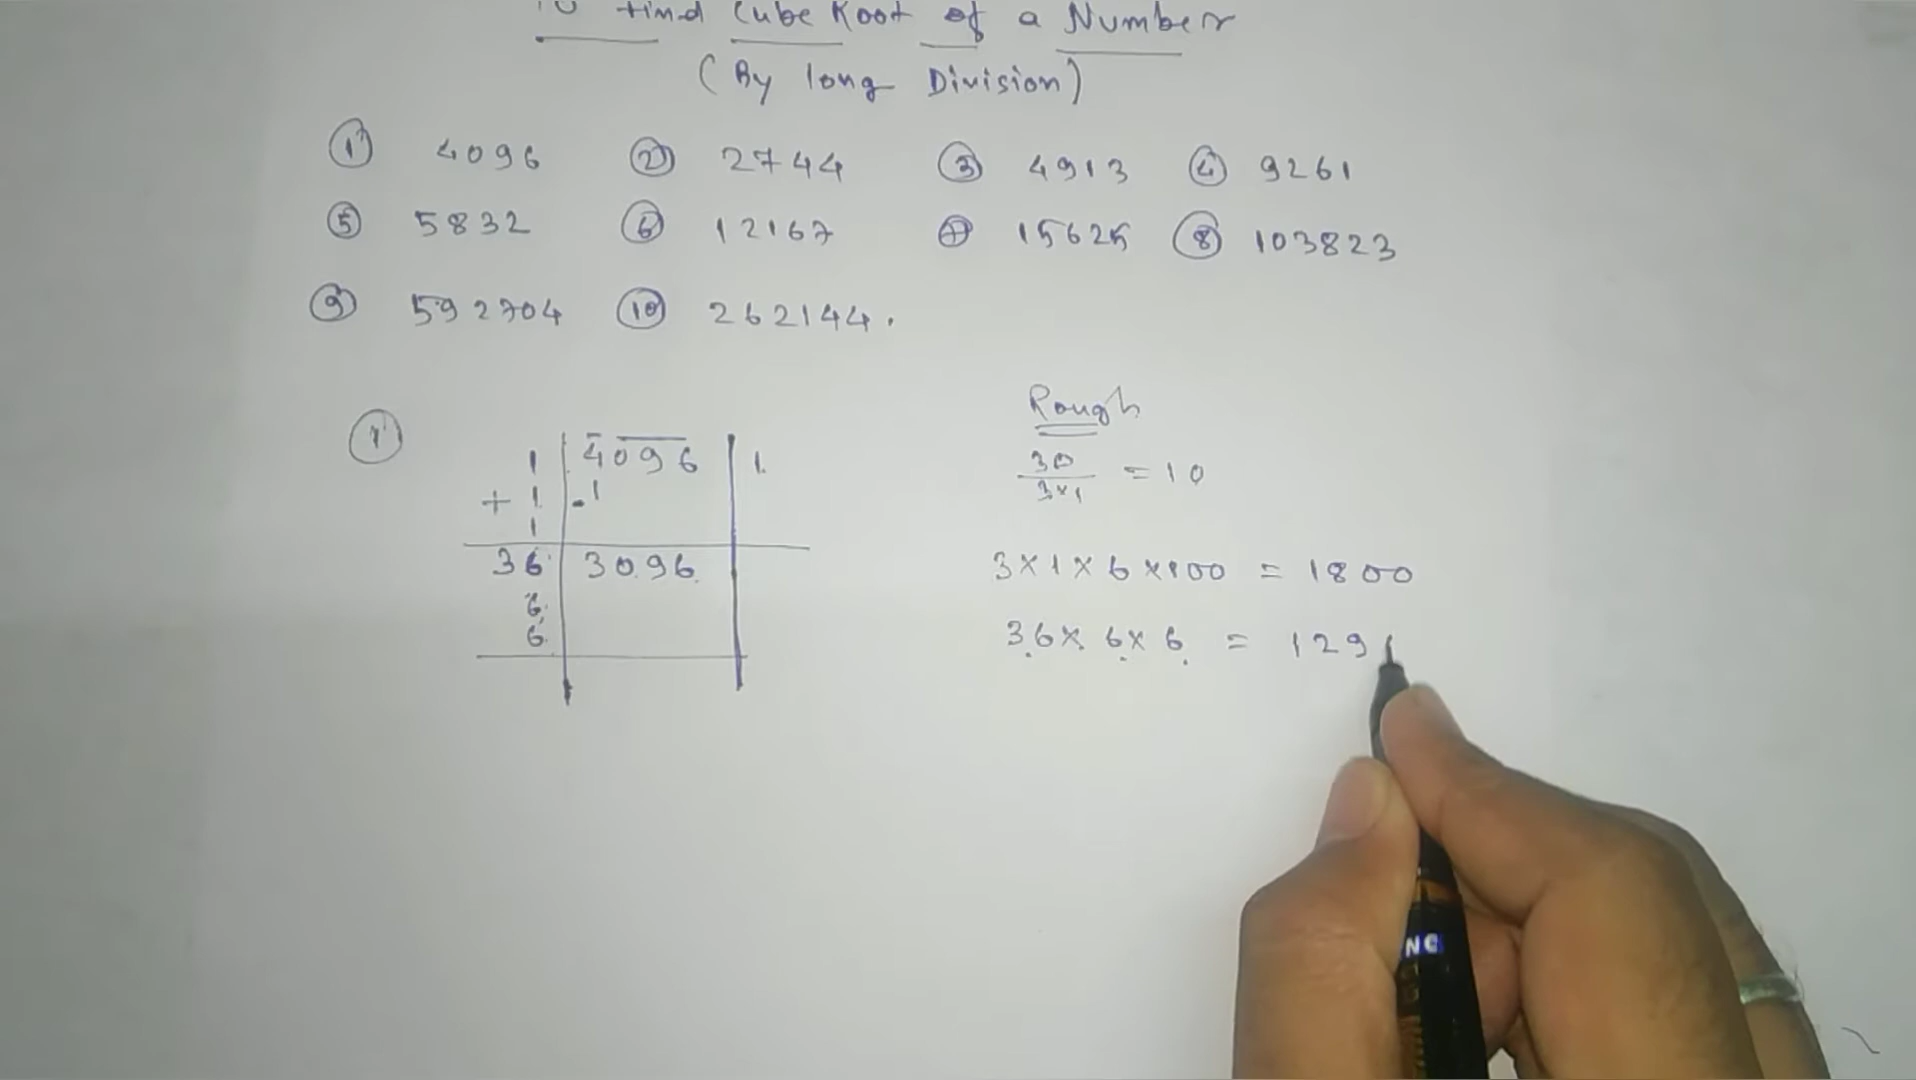 To find Cube Root of a Number
(By long Division)
① 4096 ② 2744 ③ 4913 ④ 9261
⑤ 5832 ⑥ 12167 ⑦ 15625 ⑧ 103823
⑨ 592704 ⑩ 262144.
Rough
① 1 4096 1
+ 1 -1
1
36 3096
6
6
30/3×1 = 10
3×1×6×100 = 1800
36×6×6 = 129
NG